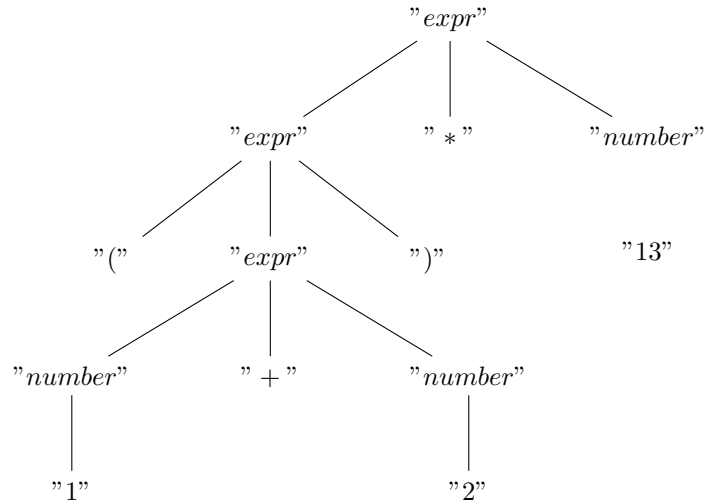 "expr"
"expr" " * " "number"
"(" "expr" ")" "13"
"number" " + " "number"
"1" "2"